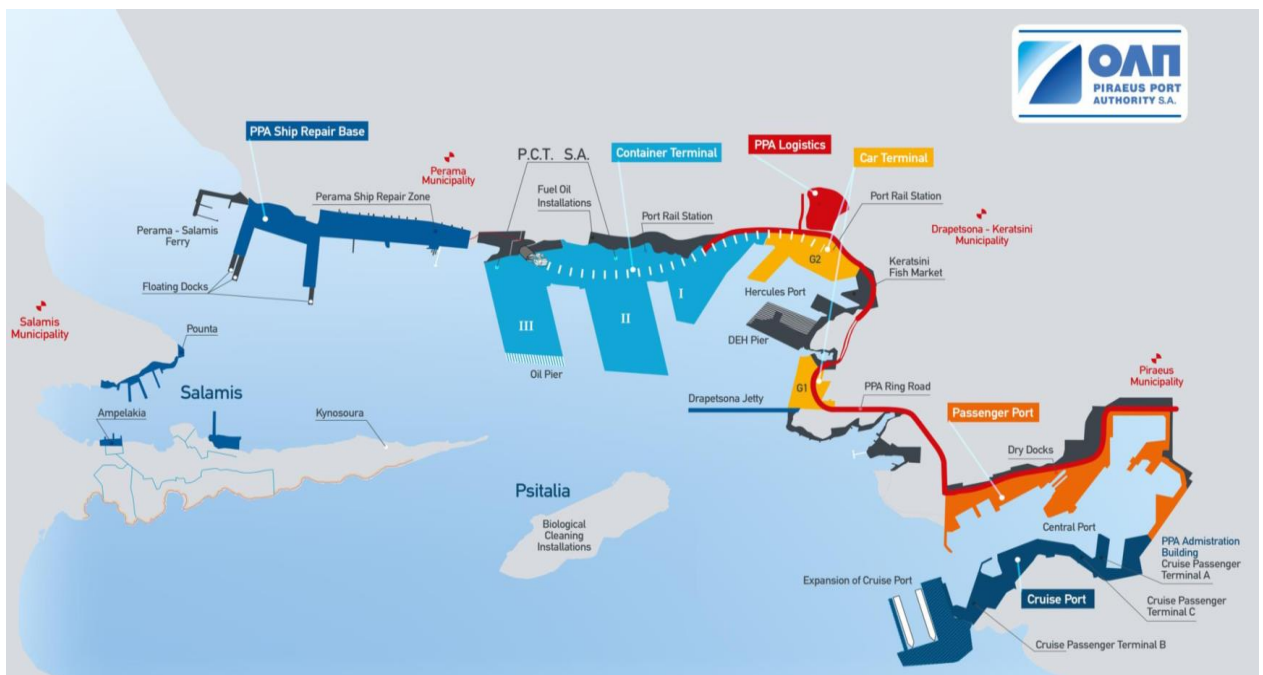 ΟΛΠ
PIRAEUS PORT
AUTHORITY S.A.
PPA Ship Repair Base
P.C.T. S.A.
Container Terminal
PPA Logistics
Car Terminal
Perama
Municipality
Fuel Oil
Installations
Perama Ship Repair Zone
Port Rail Station
Port Rail Station
Drapetsona - Keratsini
Municipality
Perama - Salamis
Ferry
G2
Keratsini
Fish Market
Floating Docks
Hercules Port
I
II
III
Salamis
Municipality
Pounta
DEH Pier
Oil Pier
Piraeus
Municipality
Salamis
G1
PPA Ring Road
Drapetsona Jetty
Ampelakia
Kynosoura
Passenger Port
Dry Docks
Psitalia
Biological
Cleaning
Installations
Central Port
PPA Admistration
Building
Cruise Passenger
Terminal A
Expansion of Cruise Port
Cruise Port
Cruise Passenger
Terminal C
Cruise Passenger Terminal B